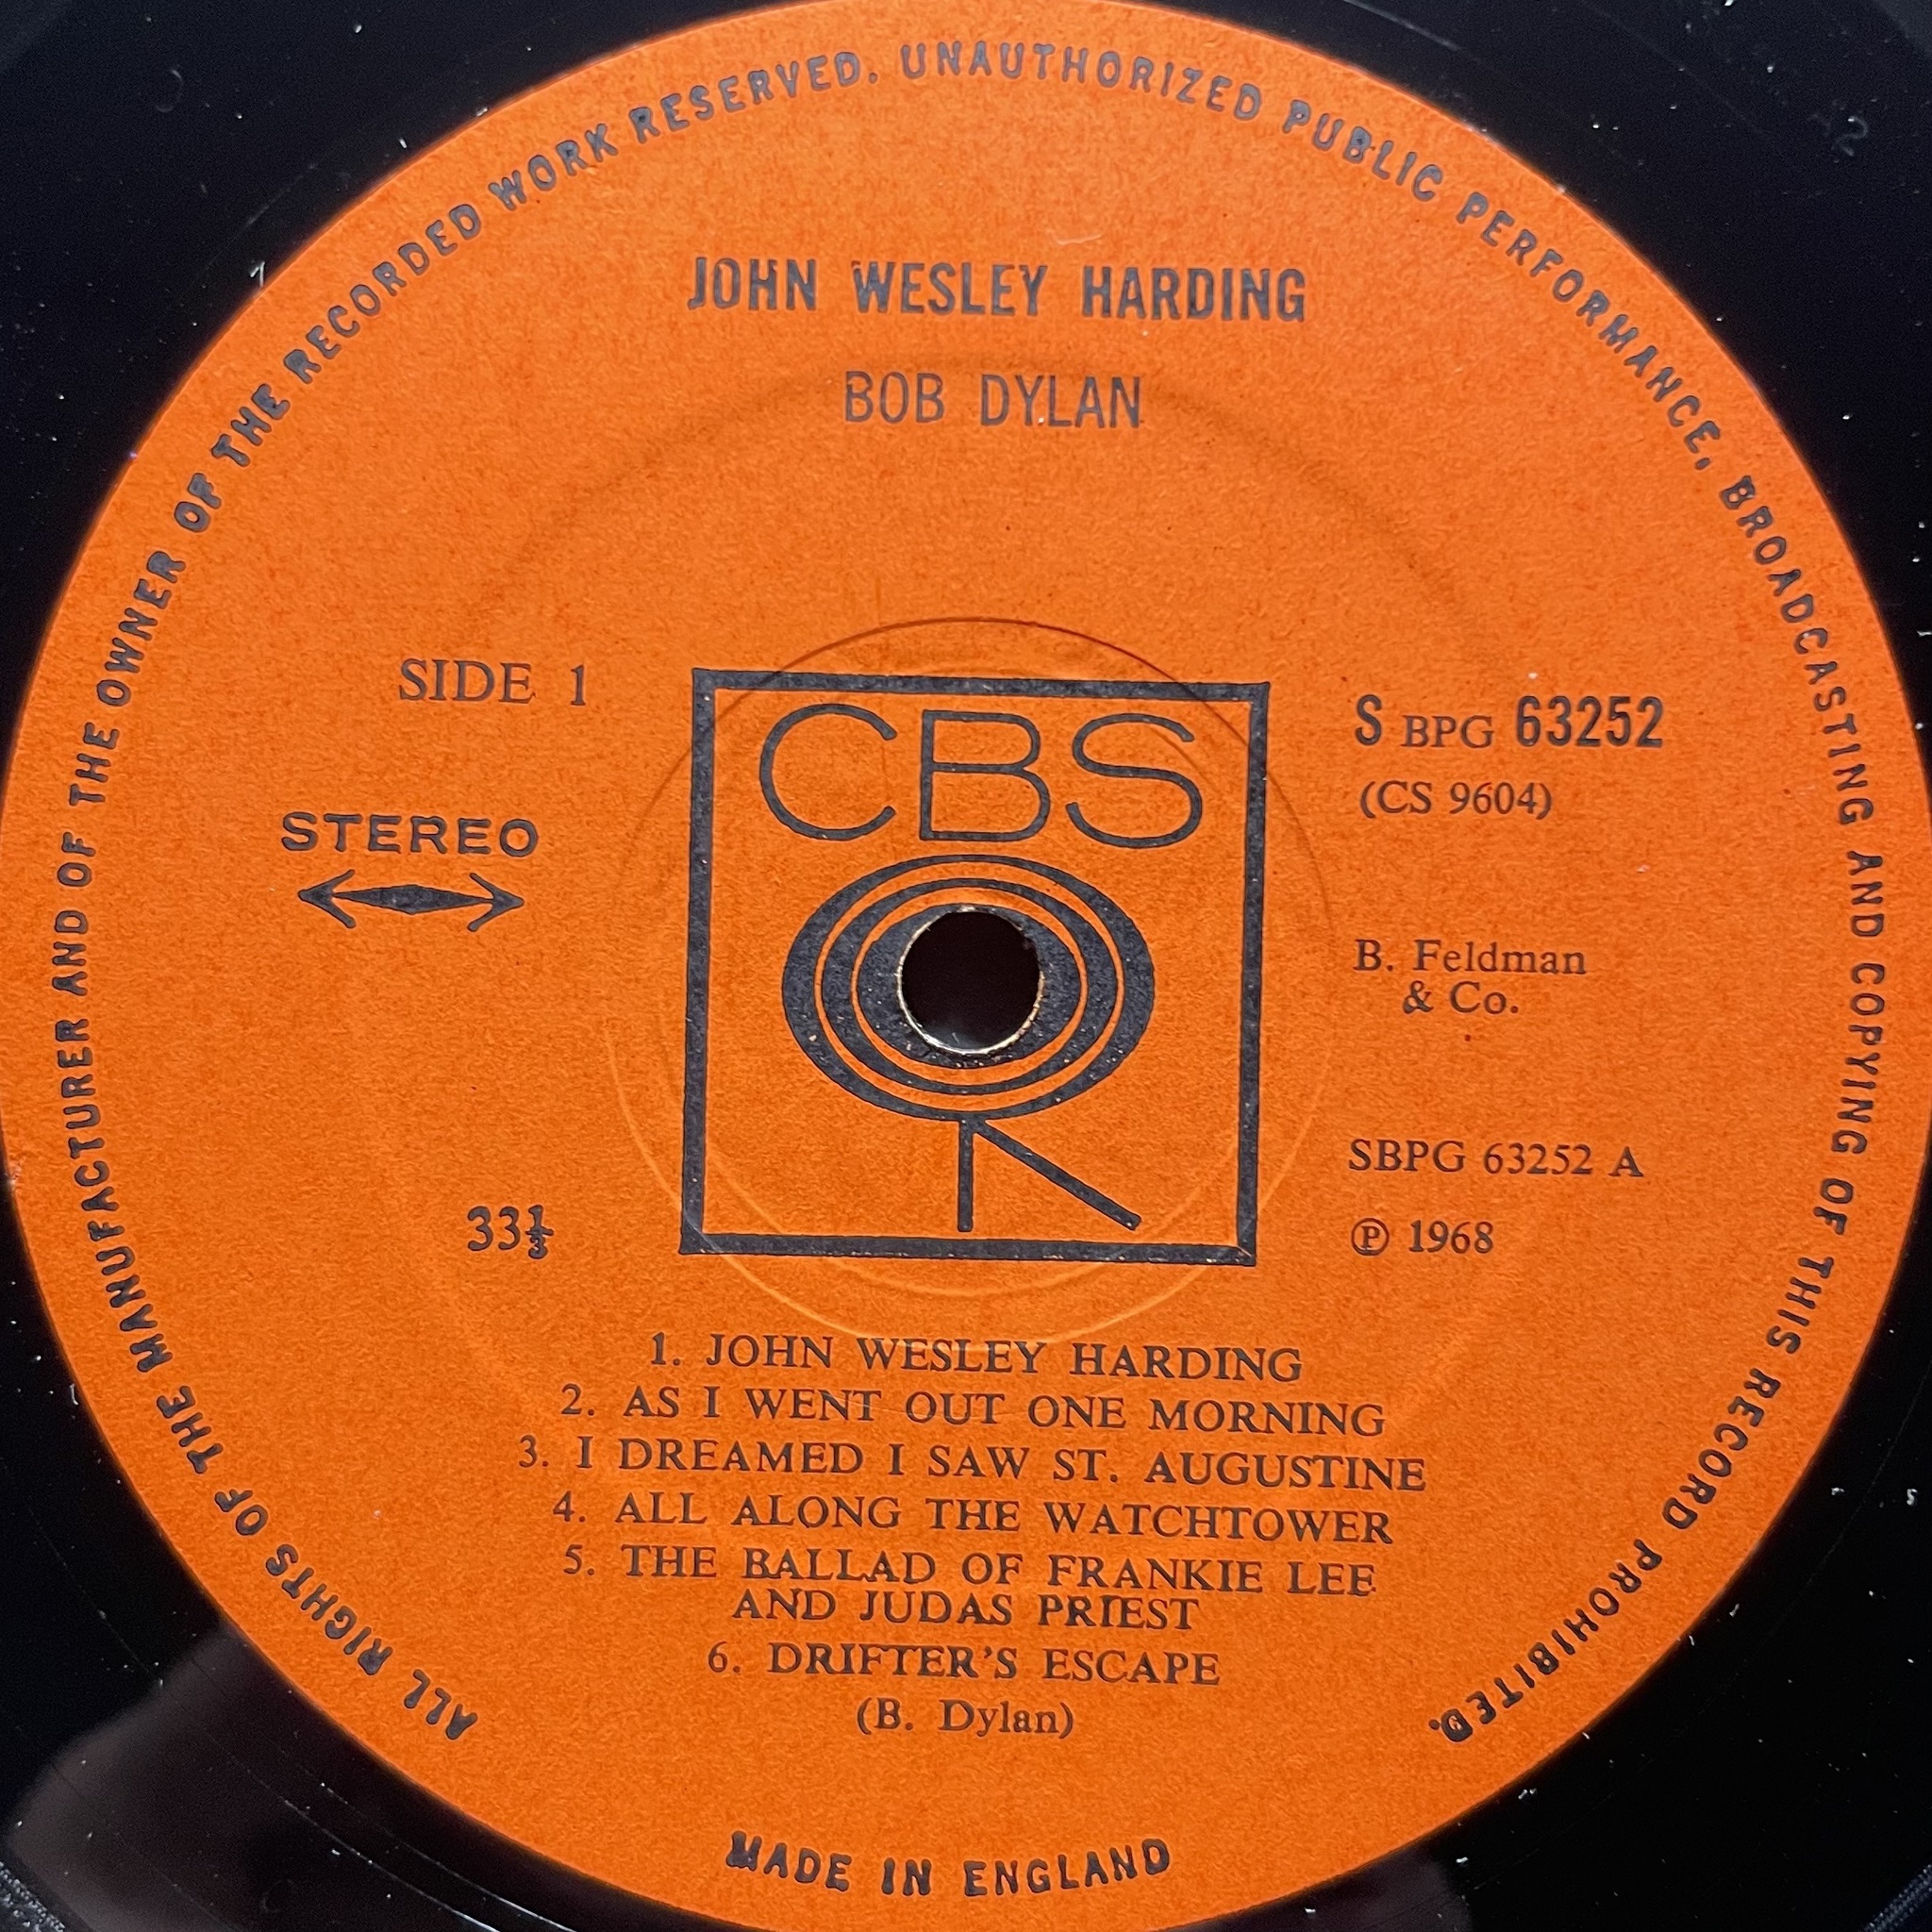 ALL RIGHTS OF THE MANUFACTURER AND OF THE OWNER OF THE RECORDED WORK RESERVED. UNAUTHORIZED PUBLIC PERFORMANCE, BROADCASTING AND COPYING OF THIS RECORD PROHIBITED.
JOHN WESLEY HARDING
BOB DYLAN
SIDE 1
STEREO
33⅓
CBS
S BPG 63252
(CS 9604)
B. Feldman
& Co.
SBPG 63252 A
℗ 1968
1. JOHN WESLEY HARDING
2. AS I WENT OUT ONE MORNING
3. I DREAMED I SAW ST. AUGUSTINE
4. ALL ALONG THE WATCHTOWER
5. THE BALLAD OF FRANKIE LEE
AND JUDAS PRIEST
6. DRIFTER'S ESCAPE
(B. Dylan)
MADE IN ENGLAND